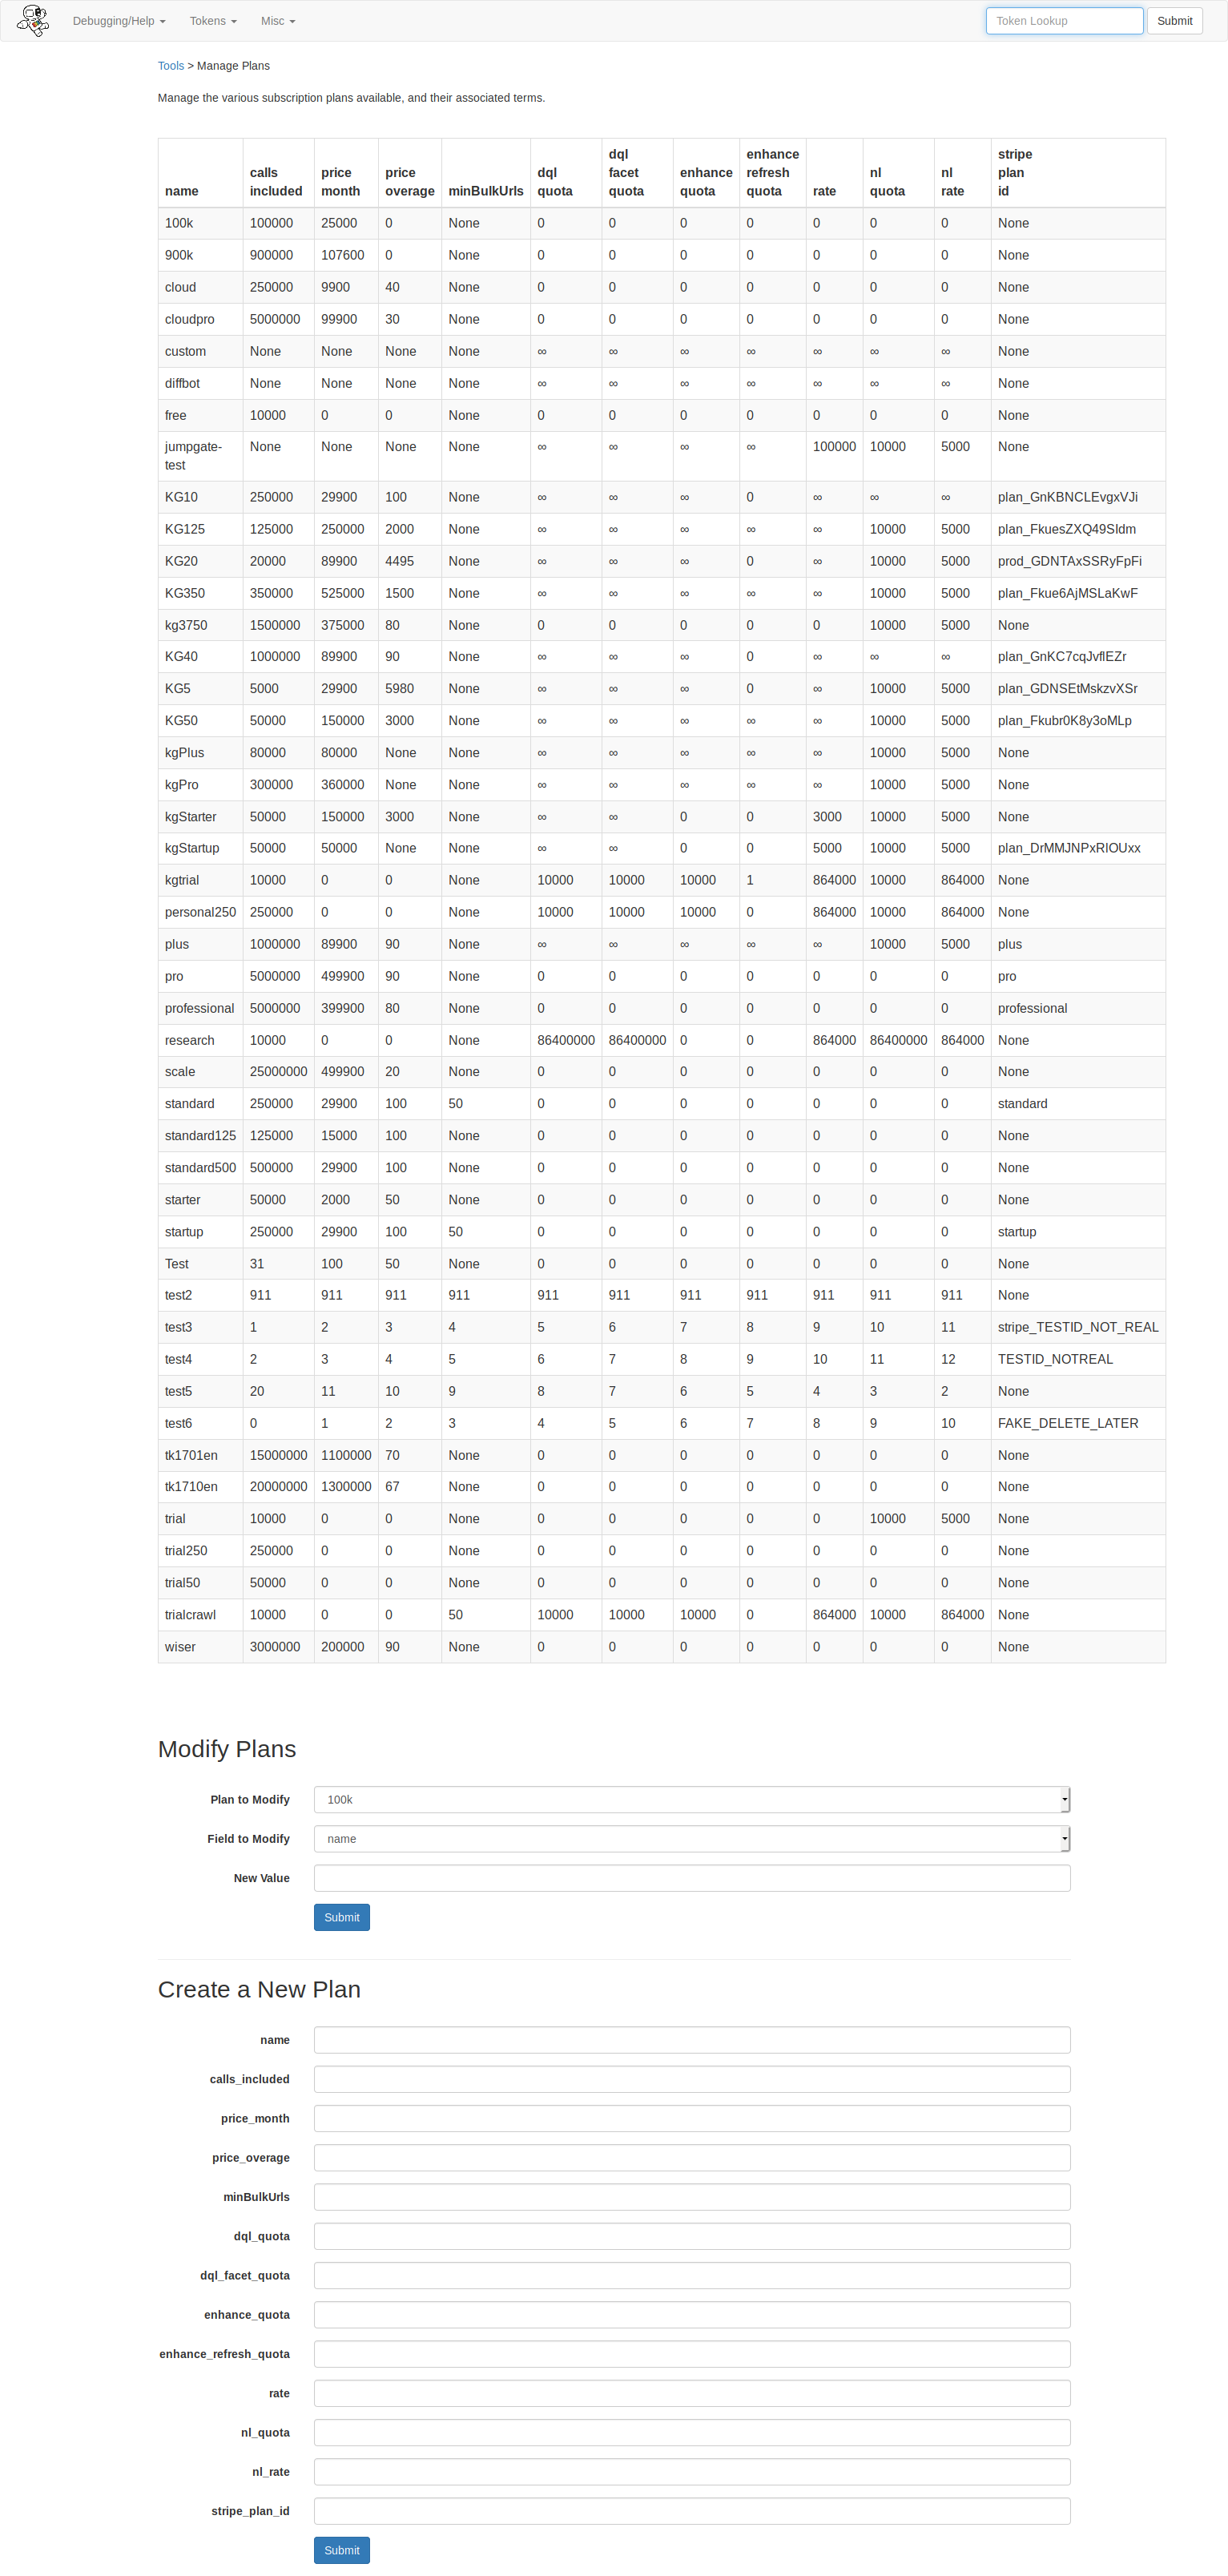 Debugging/Help Tokens Misc Token Lookup Submit
Tools > Manage Plans
Manage the various subscription plans available, and their associated terms.
name calls included price month price overage minBulkUrls dql quota dql facet quota enhance quota enhance refresh quota rate nl quota nl rate stripe plan id
100k 100000 25000 0 None 0 0 0 0 0 0 0 None
900k 900000 107600 0 None 0 0 0 0 0 0 0 None
cloud 250000 9900 40 None 0 0 0 0 0 0 0 None
cloudpro 5000000 99900 30 None 0 0 0 0 0 0 0 None
custom None None None None ∞ ∞ ∞ ∞ ∞ ∞ ∞ None
diffbot None None None None ∞ ∞ ∞ ∞ ∞ ∞ ∞ None
free 10000 0 0 None 0 0 0 0 0 0 0 None
jumpgate-test None None None None ∞ ∞ ∞ ∞ 100000 10000 5000 None
KG10 250000 29900 100 None ∞ ∞ ∞ 0 ∞ ∞ ∞ plan_GnKBNCLEvgxVJi
KG125 125000 250000 2000 None ∞ ∞ ∞ ∞ ∞ 10000 5000 plan_FkuesZXQ49SIdm
KG20 20000 89900 4495 None ∞ ∞ ∞ 0 ∞ 10000 5000 prod_GDNTAxSSRyFpFi
KG350 350000 525000 1500 None ∞ ∞ ∞ ∞ ∞ 10000 5000 plan_Fkue6AjMSLaKwF
kg3750 1500000 375000 80 None 0 0 0 0 0 10000 5000 None
KG40 1000000 89900 90 None ∞ ∞ ∞ 0 ∞ ∞ ∞ plan_GnKC7cqJvflEZr
KG5 5000 29900 5980 None ∞ ∞ ∞ 0 ∞ 10000 5000 plan_GDNSEtMskzvXSr
KG50 50000 150000 3000 None ∞ ∞ ∞ ∞ ∞ 10000 5000 plan_Fkubr0K8y3oMLp
kgPlus 80000 80000 None None ∞ ∞ ∞ ∞ ∞ 10000 5000 None
kgPro 300000 360000 None None ∞ ∞ ∞ ∞ ∞ 10000 5000 None
kgStarter 50000 150000 3000 None ∞ ∞ 0 0 3000 10000 5000 None
kgStartup 50000 50000 None None ∞ ∞ 0 0 5000 10000 5000 plan_DrMMJNPxRIOUxx
kgtrial 10000 0 0 None 10000 10000 10000 1 864000 10000 864000 None
personal250 250000 0 0 None 10000 10000 10000 0 864000 10000 864000 None
plus 1000000 89900 90 None ∞ ∞ ∞ ∞ ∞ 10000 5000 plus
pro 5000000 499900 90 None 0 0 0 0 0 0 0 pro
professional 5000000 399900 80 None 0 0 0 0 0 0 0 professional
research 10000 0 0 None 86400000 86400000 0 0 864000 86400000 864000 None
scale 25000000 499900 20 None 0 0 0 0 0 0 0 None
standard 250000 29900 100 50 0 0 0 0 0 0 0 standard
standard125 125000 15000 100 None 0 0 0 0 0 0 0 None
standard500 500000 29900 100 None 0 0 0 0 0 0 0 None
starter 50000 2000 50 None 0 0 0 0 0 0 0 None
startup 250000 29900 100 50 0 0 0 0 0 0 0 startup
Test 31 100 50 None 0 0 0 0 0 0 0 None
test2 911 911 911 911 911 911 911 911 911 911 911 None
test3 1 2 3 4 5 6 7 8 9 10 11 stripe_TESTID_NOT_REAL
test4 2 3 4 5 6 7 8 9 10 11 12 TESTID_NOTREAL
test5 20 11 10 9 8 7 6 5 4 3 2 None
test6 0 1 2 3 4 5 6 7 8 9 10 FAKE_DELETE_LATER
tk1701en 15000000 1100000 70 None 0 0 0 0 0 0 0 None
tk1710en 20000000 1300000 67 None 0 0 0 0 0 0 0 None
trial 10000 0 0 None 0 0 0 0 0 10000 5000 None
trial250 250000 0 0 None 0 0 0 0 0 0 0 None
trial50 50000 0 0 None 0 0 0 0 0 0 0 None
trialcrawl 10000 0 0 50 10000 10000 10000 0 864000 10000 864000 None
wiser 3000000 200000 90 None 0 0 0 0 0 0 0 None
Modify Plans
Plan to Modify 100k
Field to Modify name
New Value
Submit
Create a New Plan
name
calls_included
price_month
price_overage
minBulkUrls
dql_quota
dql_facet_quota
enhance_quota
enhance_refresh_quota
rate
nl_quota
nl_rate
stripe_plan_id
Submit